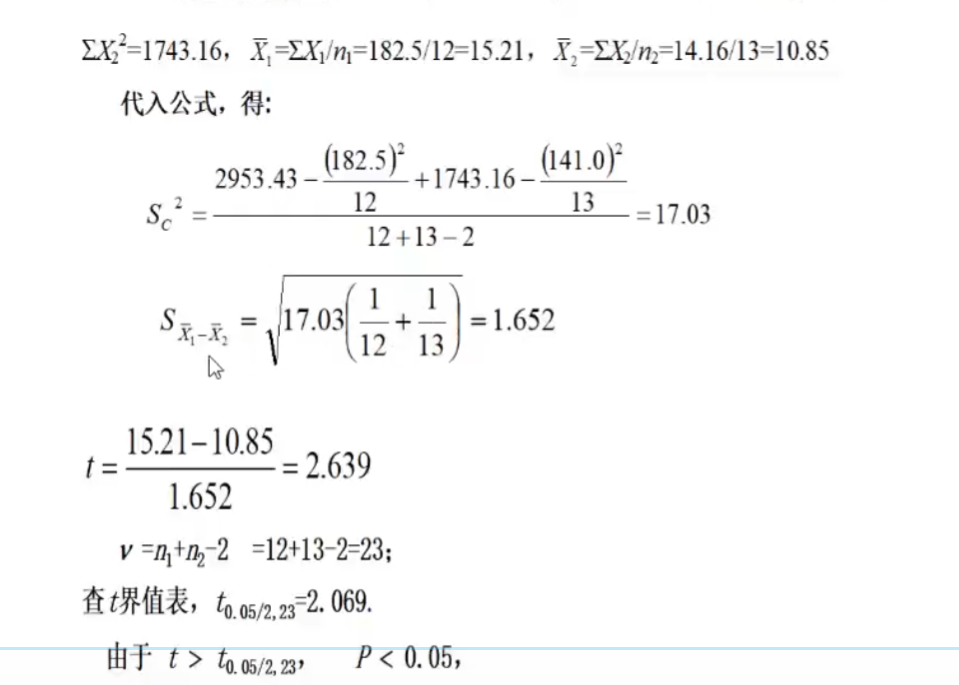 ΣX₂²=1743.16，X̄₁=ΣX₁/n₁=182.5/12=15.21，X̄₂=ΣX₂/n₂=14.16/13=10.85
代入公式，得:
S_C² = (2953.43 − (182.5)²/12 + 1743.16 − (141.0)²/13) / (12+13−2) = 17.03
S_{X̄₁−X̄₂} = √(17.03(1/12 + 1/13)) = 1.652
t = (15.21−10.85)/1.652 = 2.639
ν =n₁+n₂-2 =12+13-2=23；
查t界值表，t₀.₀₅/₂,₂₃=2.069.
由于 t > t₀.₀₅/₂,₂₃， P < 0.05，